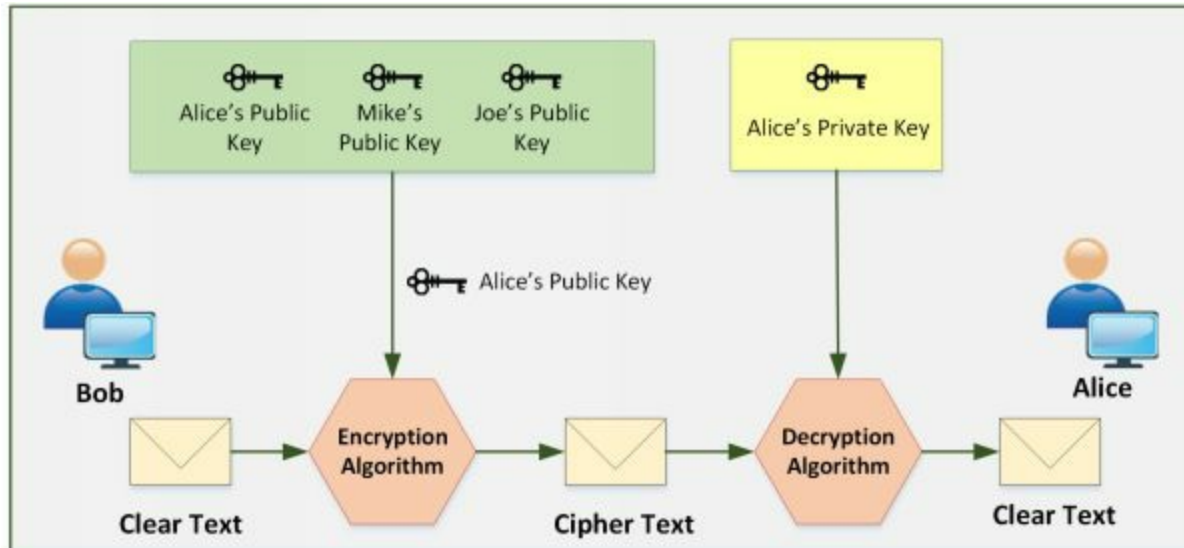 Alice's Public
Key
Mike's
Public Key
Joe's Public
Key
Alice's Private Key
Alice's Public Key
Bob
Alice
Encryption
Algorithm
Decryption
Algorithm
Clear Text
Cipher Text
Clear Text